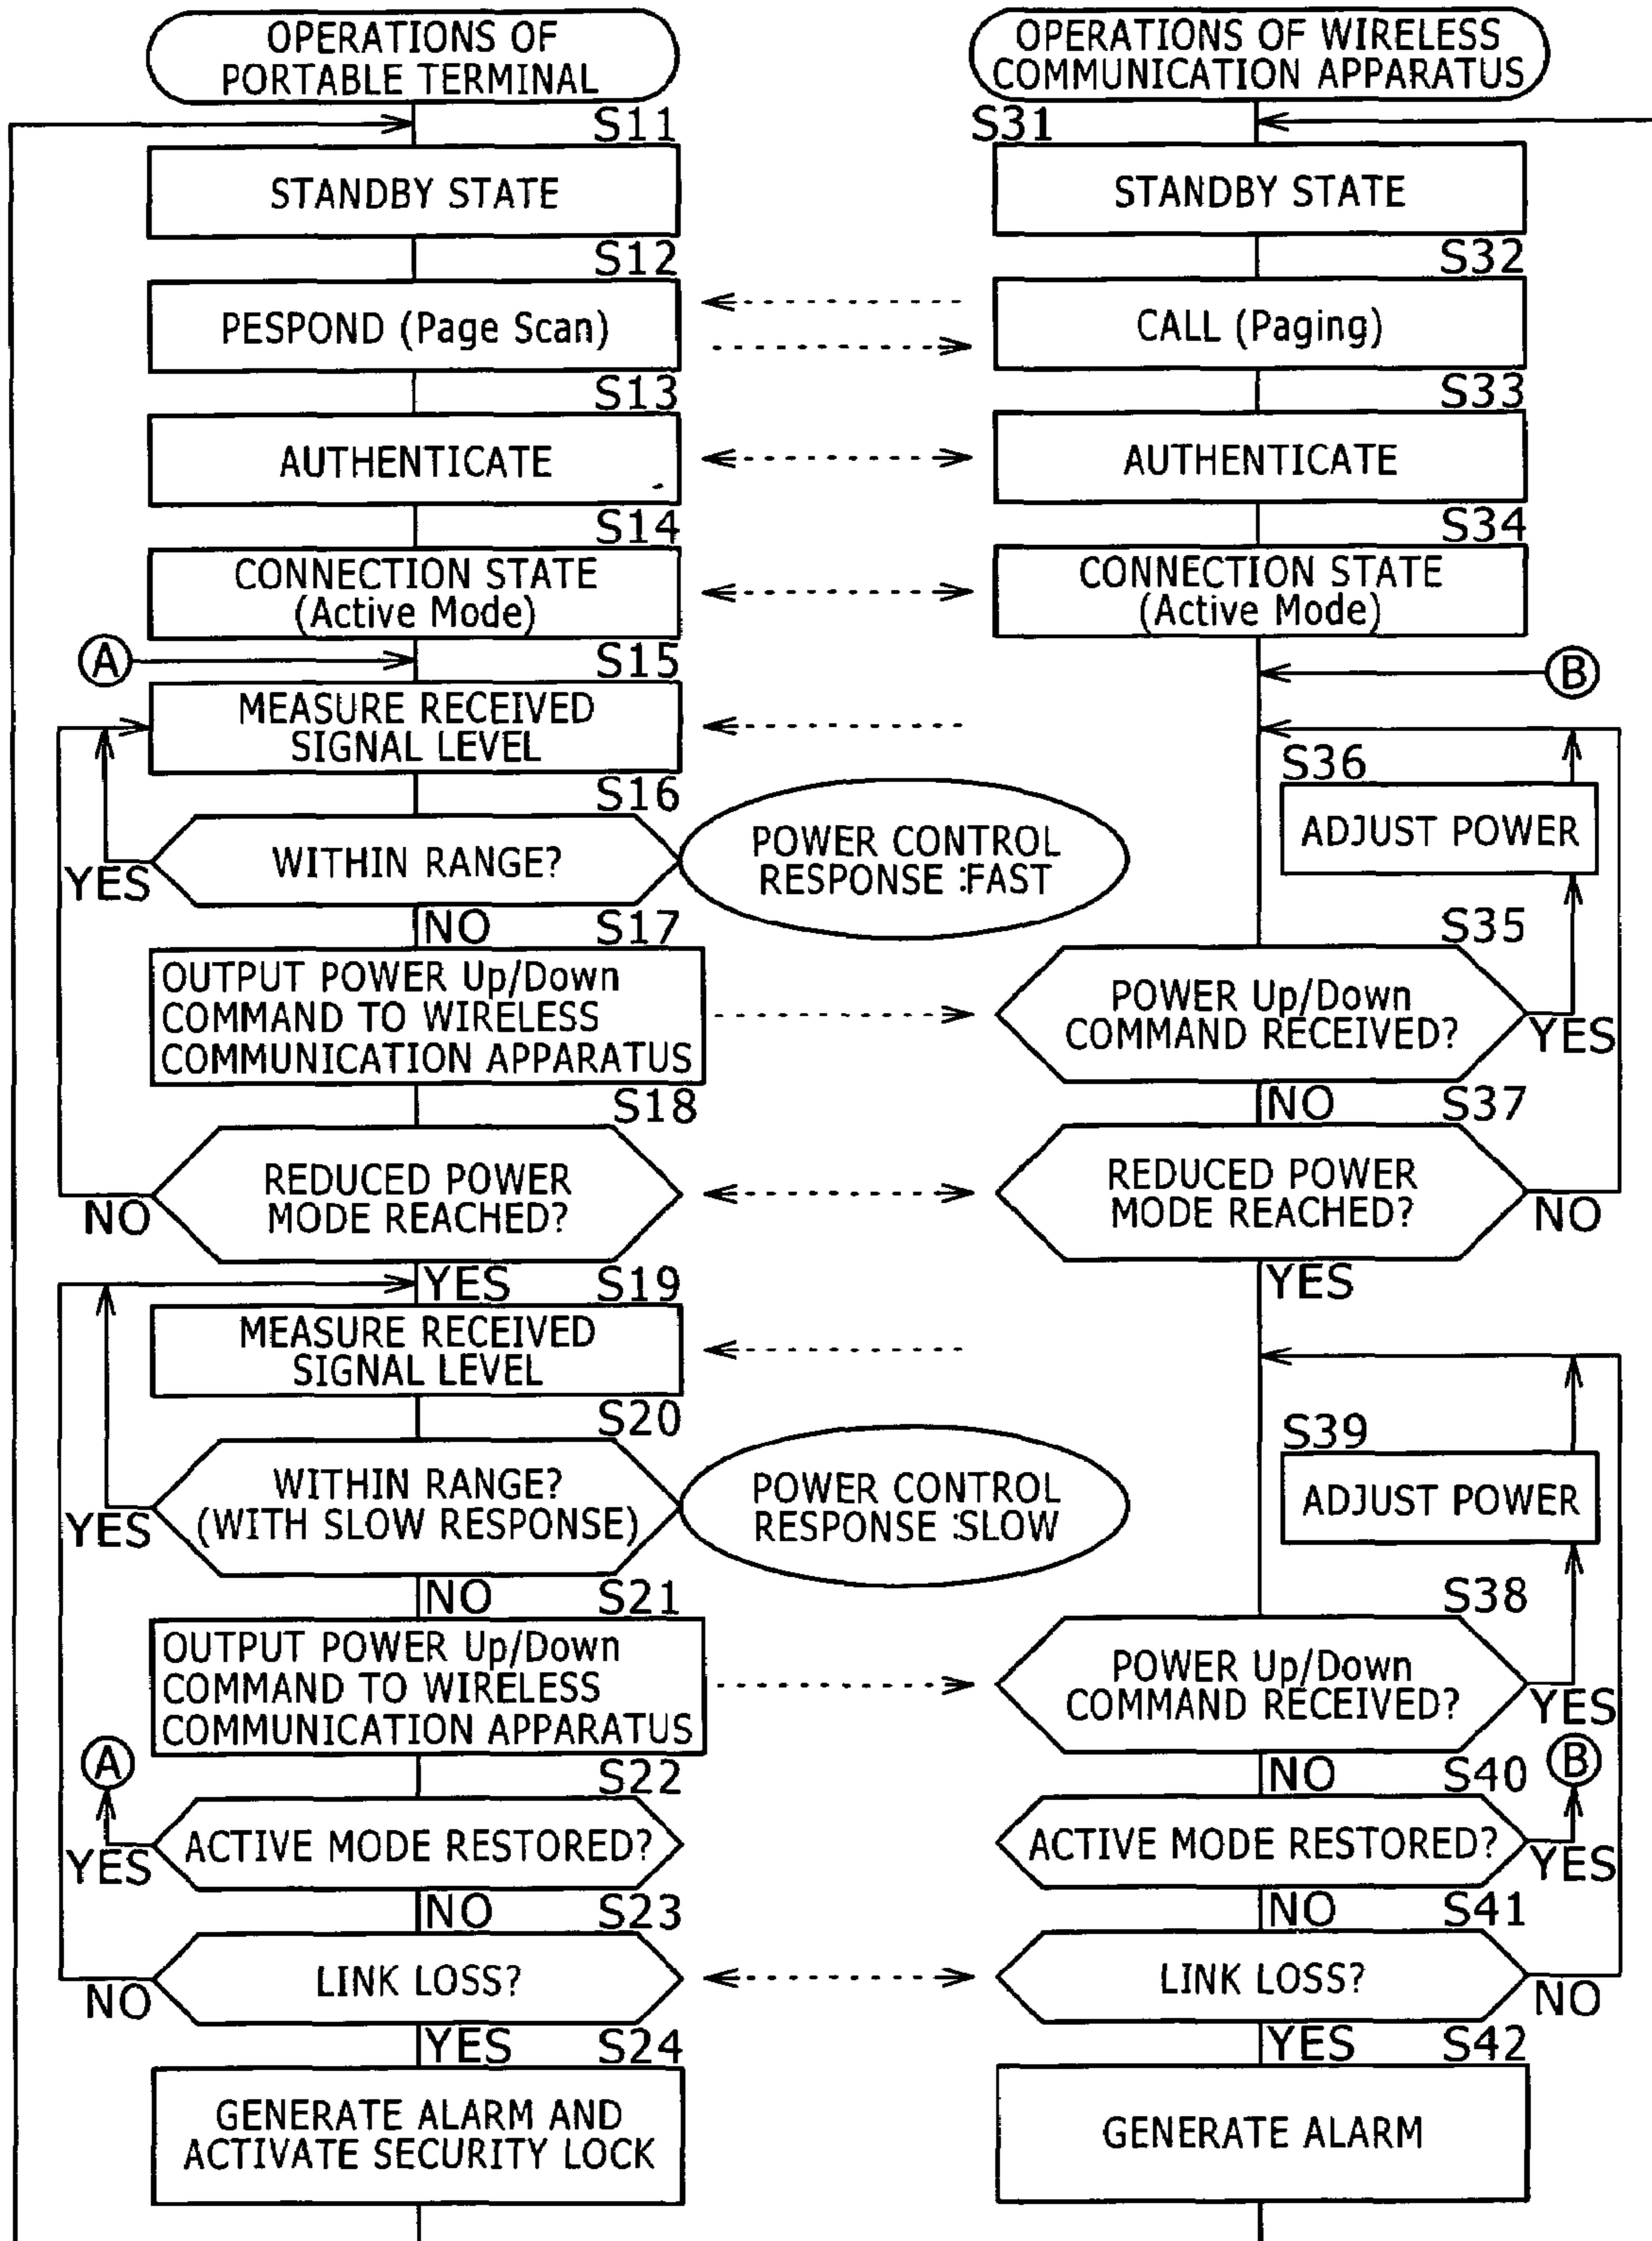 OPERATIONS OF
PORTABLE TERMINAL
S11
STANDBY STATE
S12
PESPOND (Page Scan)
S13
AUTHENTICATE
S14
CONNECTION STATE
(Active Mode)
A
S15
MEASURE RECEIVED
SIGNAL LEVEL
S16
WITHIN RANGE?
YES
POWER CONTROL
RESPONSE :FAST
NO
S17
OUTPUT POWER Up/Down
COMMAND TO WIRELESS
COMMUNICATION APPARATUS
S18
REDUCED POWER
MODE REACHED?
NO
YES
S19
MEASURE RECEIVED
SIGNAL LEVEL
S20
WITHIN RANGE?
(WITH SLOW RESPONSE)
YES
POWER CONTROL
RESPONSE :SLOW
NO
S21
OUTPUT POWER Up/Down
COMMAND TO WIRELESS
COMMUNICATION APPARATUS
A
S22
ACTIVE MODE RESTORED?
YES
NO
S23
LINK LOSS?
NO
YES
S24
GENERATE ALARM AND
ACTIVATE SECURITY LOCK
OPERATIONS OF WIRELESS
COMMUNICATION APPARATUS
S31
STANDBY STATE
S32
CALL (Paging)
S33
AUTHENTICATE
S34
CONNECTION STATE
(Active Mode)
B
S36
ADJUST POWER
S35
POWER Up/Down
COMMAND RECEIVED?
YES
NO
S37
REDUCED POWER
MODE REACHED?
NO
YES
S39
ADJUST POWER
S38
POWER Up/Down
COMMAND RECEIVED?
YES
B
NO
S40
ACTIVE MODE RESTORED?
YES
NO
S41
LINK LOSS?
NO
YES
S42
GENERATE ALARM